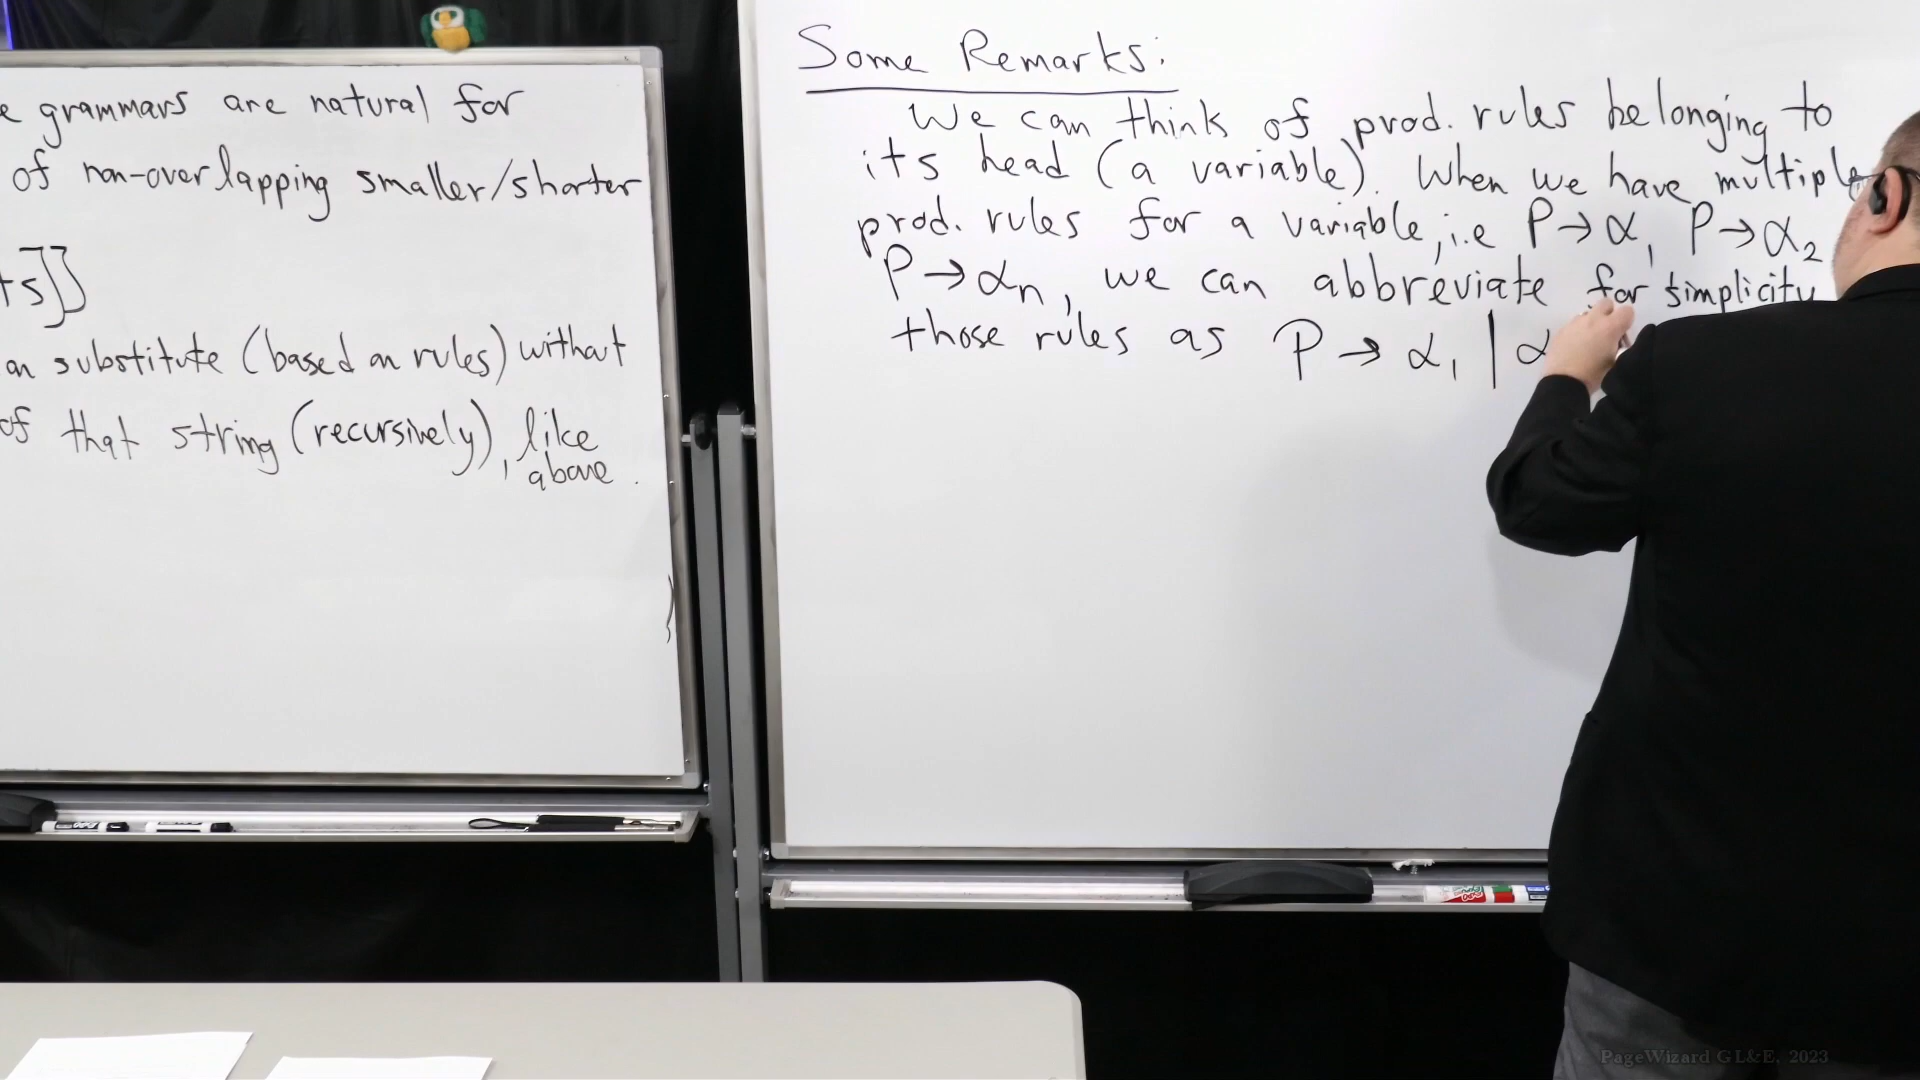 e grammars are natural for
of non-overlapping smaller/shorter
ts]]
an substitute (based on rules) without
of that string (recursively), like
above.
Some Remarks:
We can think of prod. rules belonging to
its head (a variable). When we have multiple
prod. rules for a variable, i.e P→α₁, P→α₂
P→αₙ, we can abbreviate for simplicity
those rules as P→α₁ | α
PageWizard GL&E, 2023